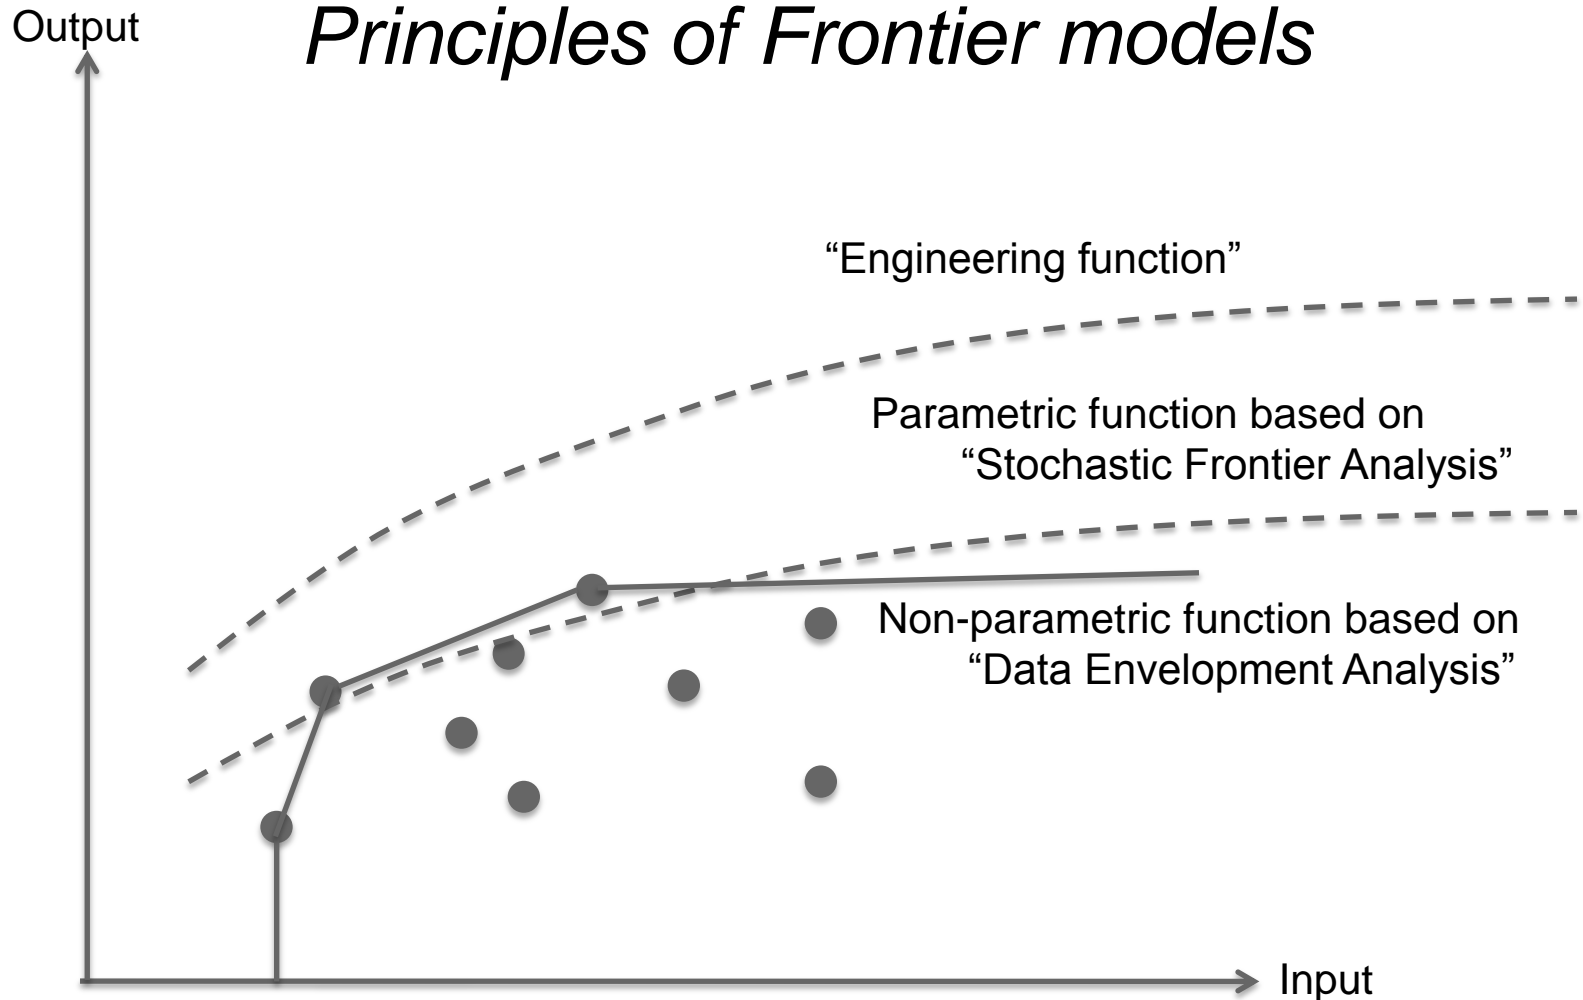 Output
Principles of Frontier models
“Engineering function”
Parametric function based on
“Stochastic Frontier Analysis”
Non-parametric function based on
“Data Envelopment Analysis”
Input